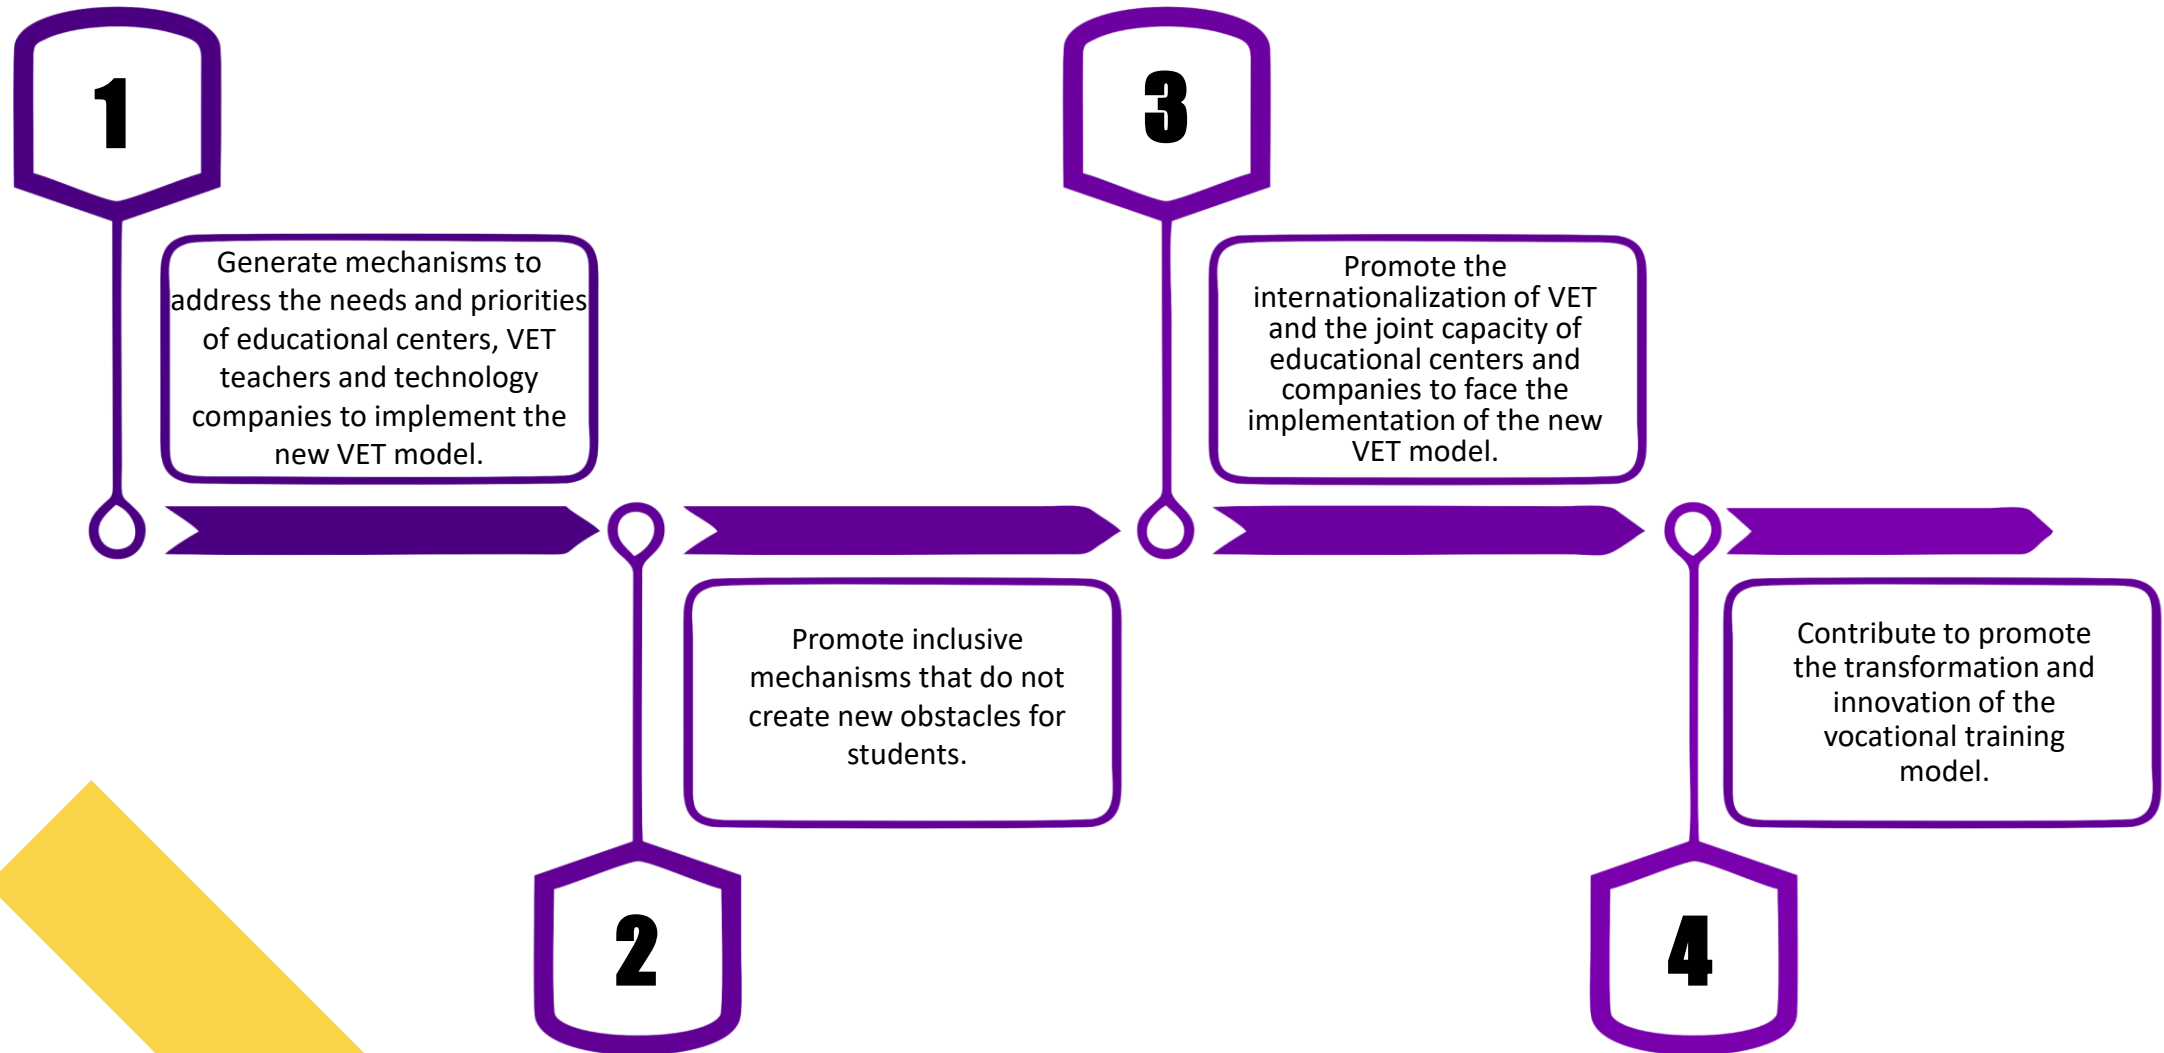 1
Generate mechanisms to
address the needs and priorities
of educational centers, VET
teachers and technology
companies to implement the
new VET model.
2
Promote inclusive
mechanisms that do not
create new obstacles for
students.
3
Promote the
internationalization of VET
and the joint capacity of
educational centers and
companies to face the
implementation of the new
VET model.
4
Contribute to promote
the transformation and
innovation of the
vocational training
model.